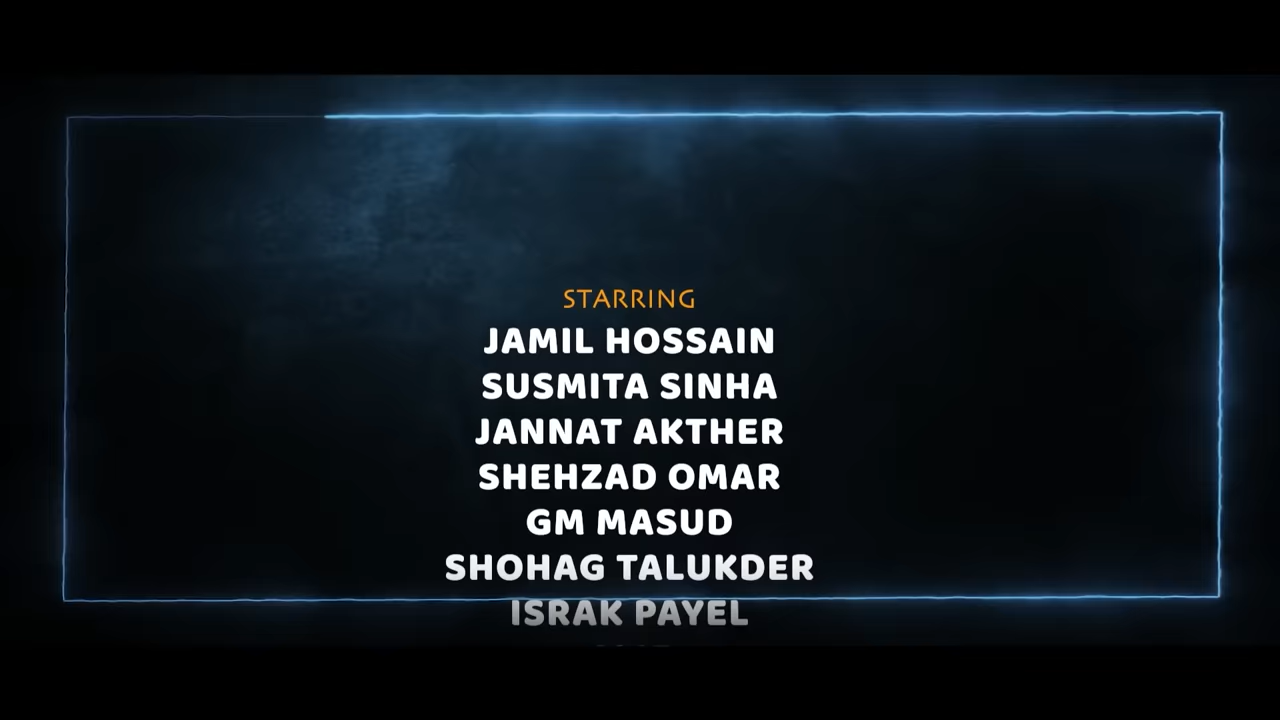 STARRING
JAMIL HOSSAIN
SUSMITA SINHA
JANNAT AKTHER
SHEHZAD OMAR
GM MASUD
SHOHAG TALUKDER
ISRAK PAYEL